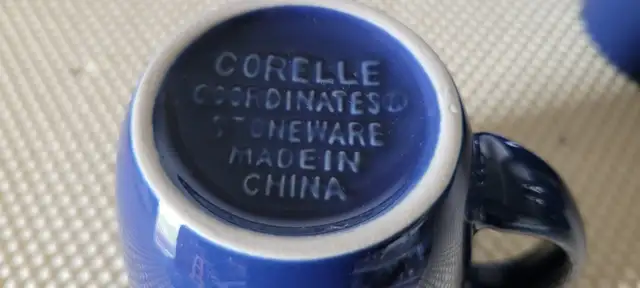 CORELLE
COORDINATES®
STONEWARE
MADE IN
CHINA